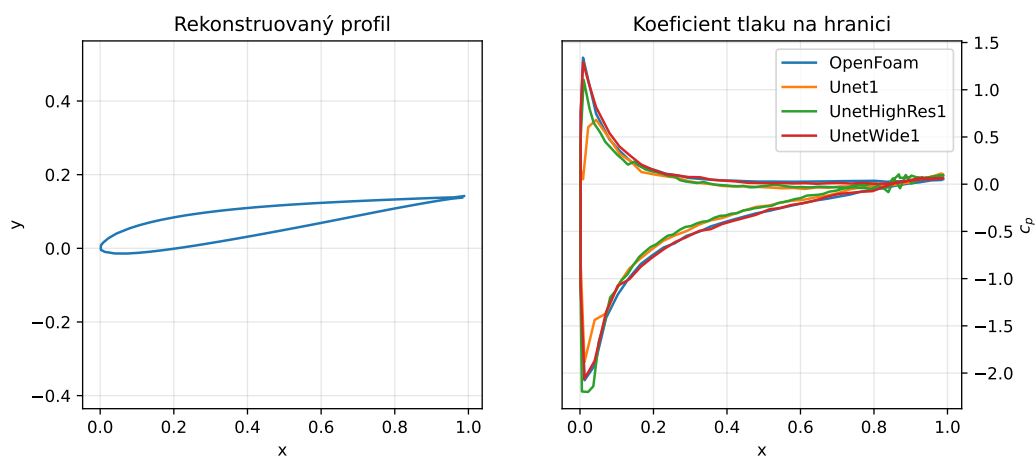 Rekonstruovaný profil
0.4
0.2
0.0
−0.2
−0.4
y
0.0 0.2 0.4 0.6 0.8 1.0
x
Koeficient tlaku na hranici
OpenFoam
Unet1
UnetHighRes1
UnetWide1
1.5
1.0
0.5
0.0
−0.5
−1.0
−1.5
−2.0
c_p
0.0 0.2 0.4 0.6 0.8 1.0
x